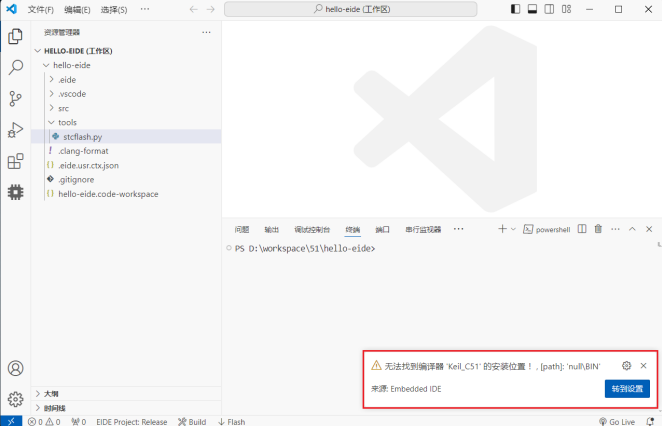 文件(F) 编辑(E) 选择(S) ···
hello-eide (工作区)
资源管理器 ···
HELLO-EIDE (工作区)
hello-eide
.eide
.vscode
src
tools
stcflash.py
.clang-format
.eide.usr.ctx.json
.gitignore
hello-eide.code-workspace
大纲
时间线
问题 输出 调试控制台 终端 端口 串行监视器 ··· powershell ···
PS D:\workspace\51\hello-eide>
无法找到编译器 'Keil_C51' 的安装位置！, [path]: 'null\BIN'
来源: Embedded IDE 转到设置
0 0 0 EIDE Project: Release Build Flash Go Live